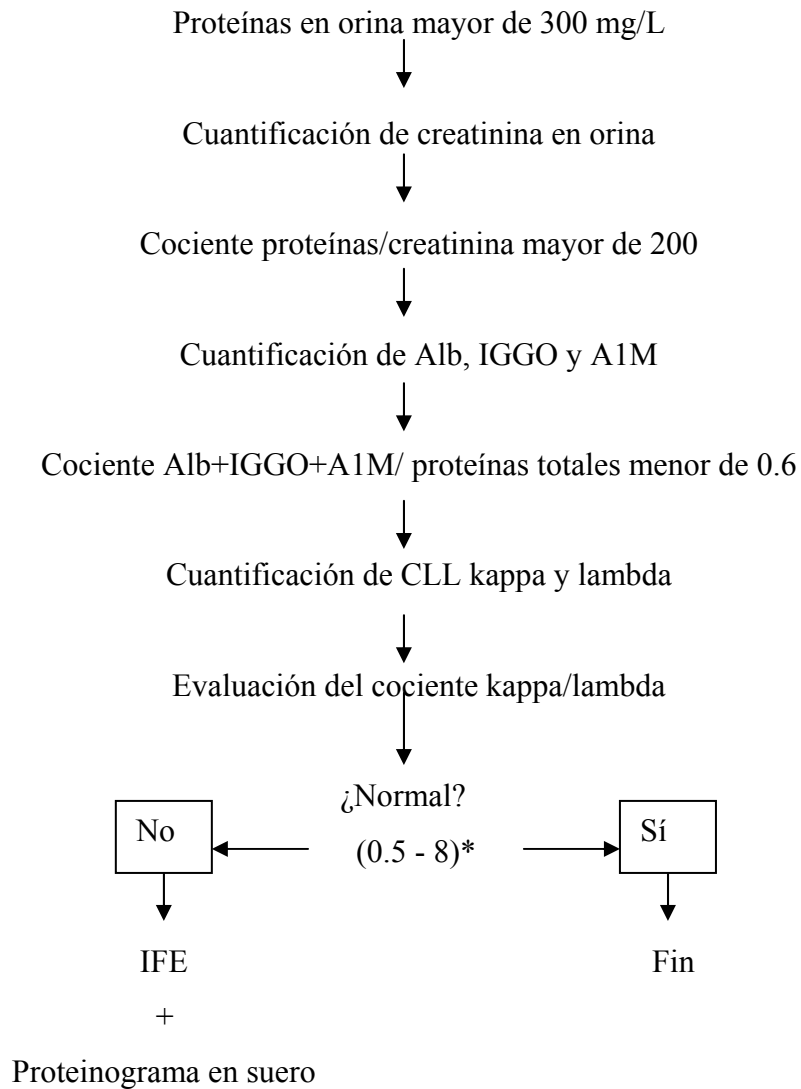 Proteínas en orina mayor de 300 mg/L
Cuantificación de creatinina en orina
Cociente proteínas/creatinina mayor de 200
Cuantificación de Alb, IGGO y A1M
Cociente Alb+IGGO+A1M/ proteínas totales menor de 0.6
Cuantificación de CLL kappa y lambda
Evaluación del cociente kappa/lambda
¿Normal?
No
(0.5 - 8)*
Sí
IFE
Fin
+
Proteinograma en suero